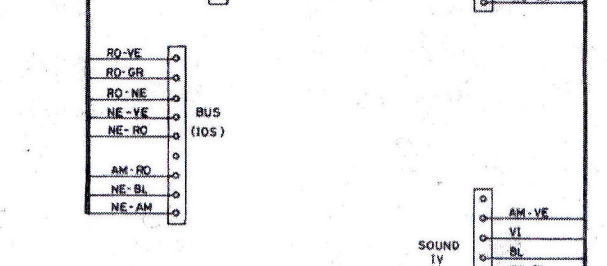 RO-VE
RO-GR
RO-NE
NE-VE
NE-RO
BUS
(IOS)
AM-RO
NE-BL
NE-AM
AM-VE
VI
BL
SOUND
IV